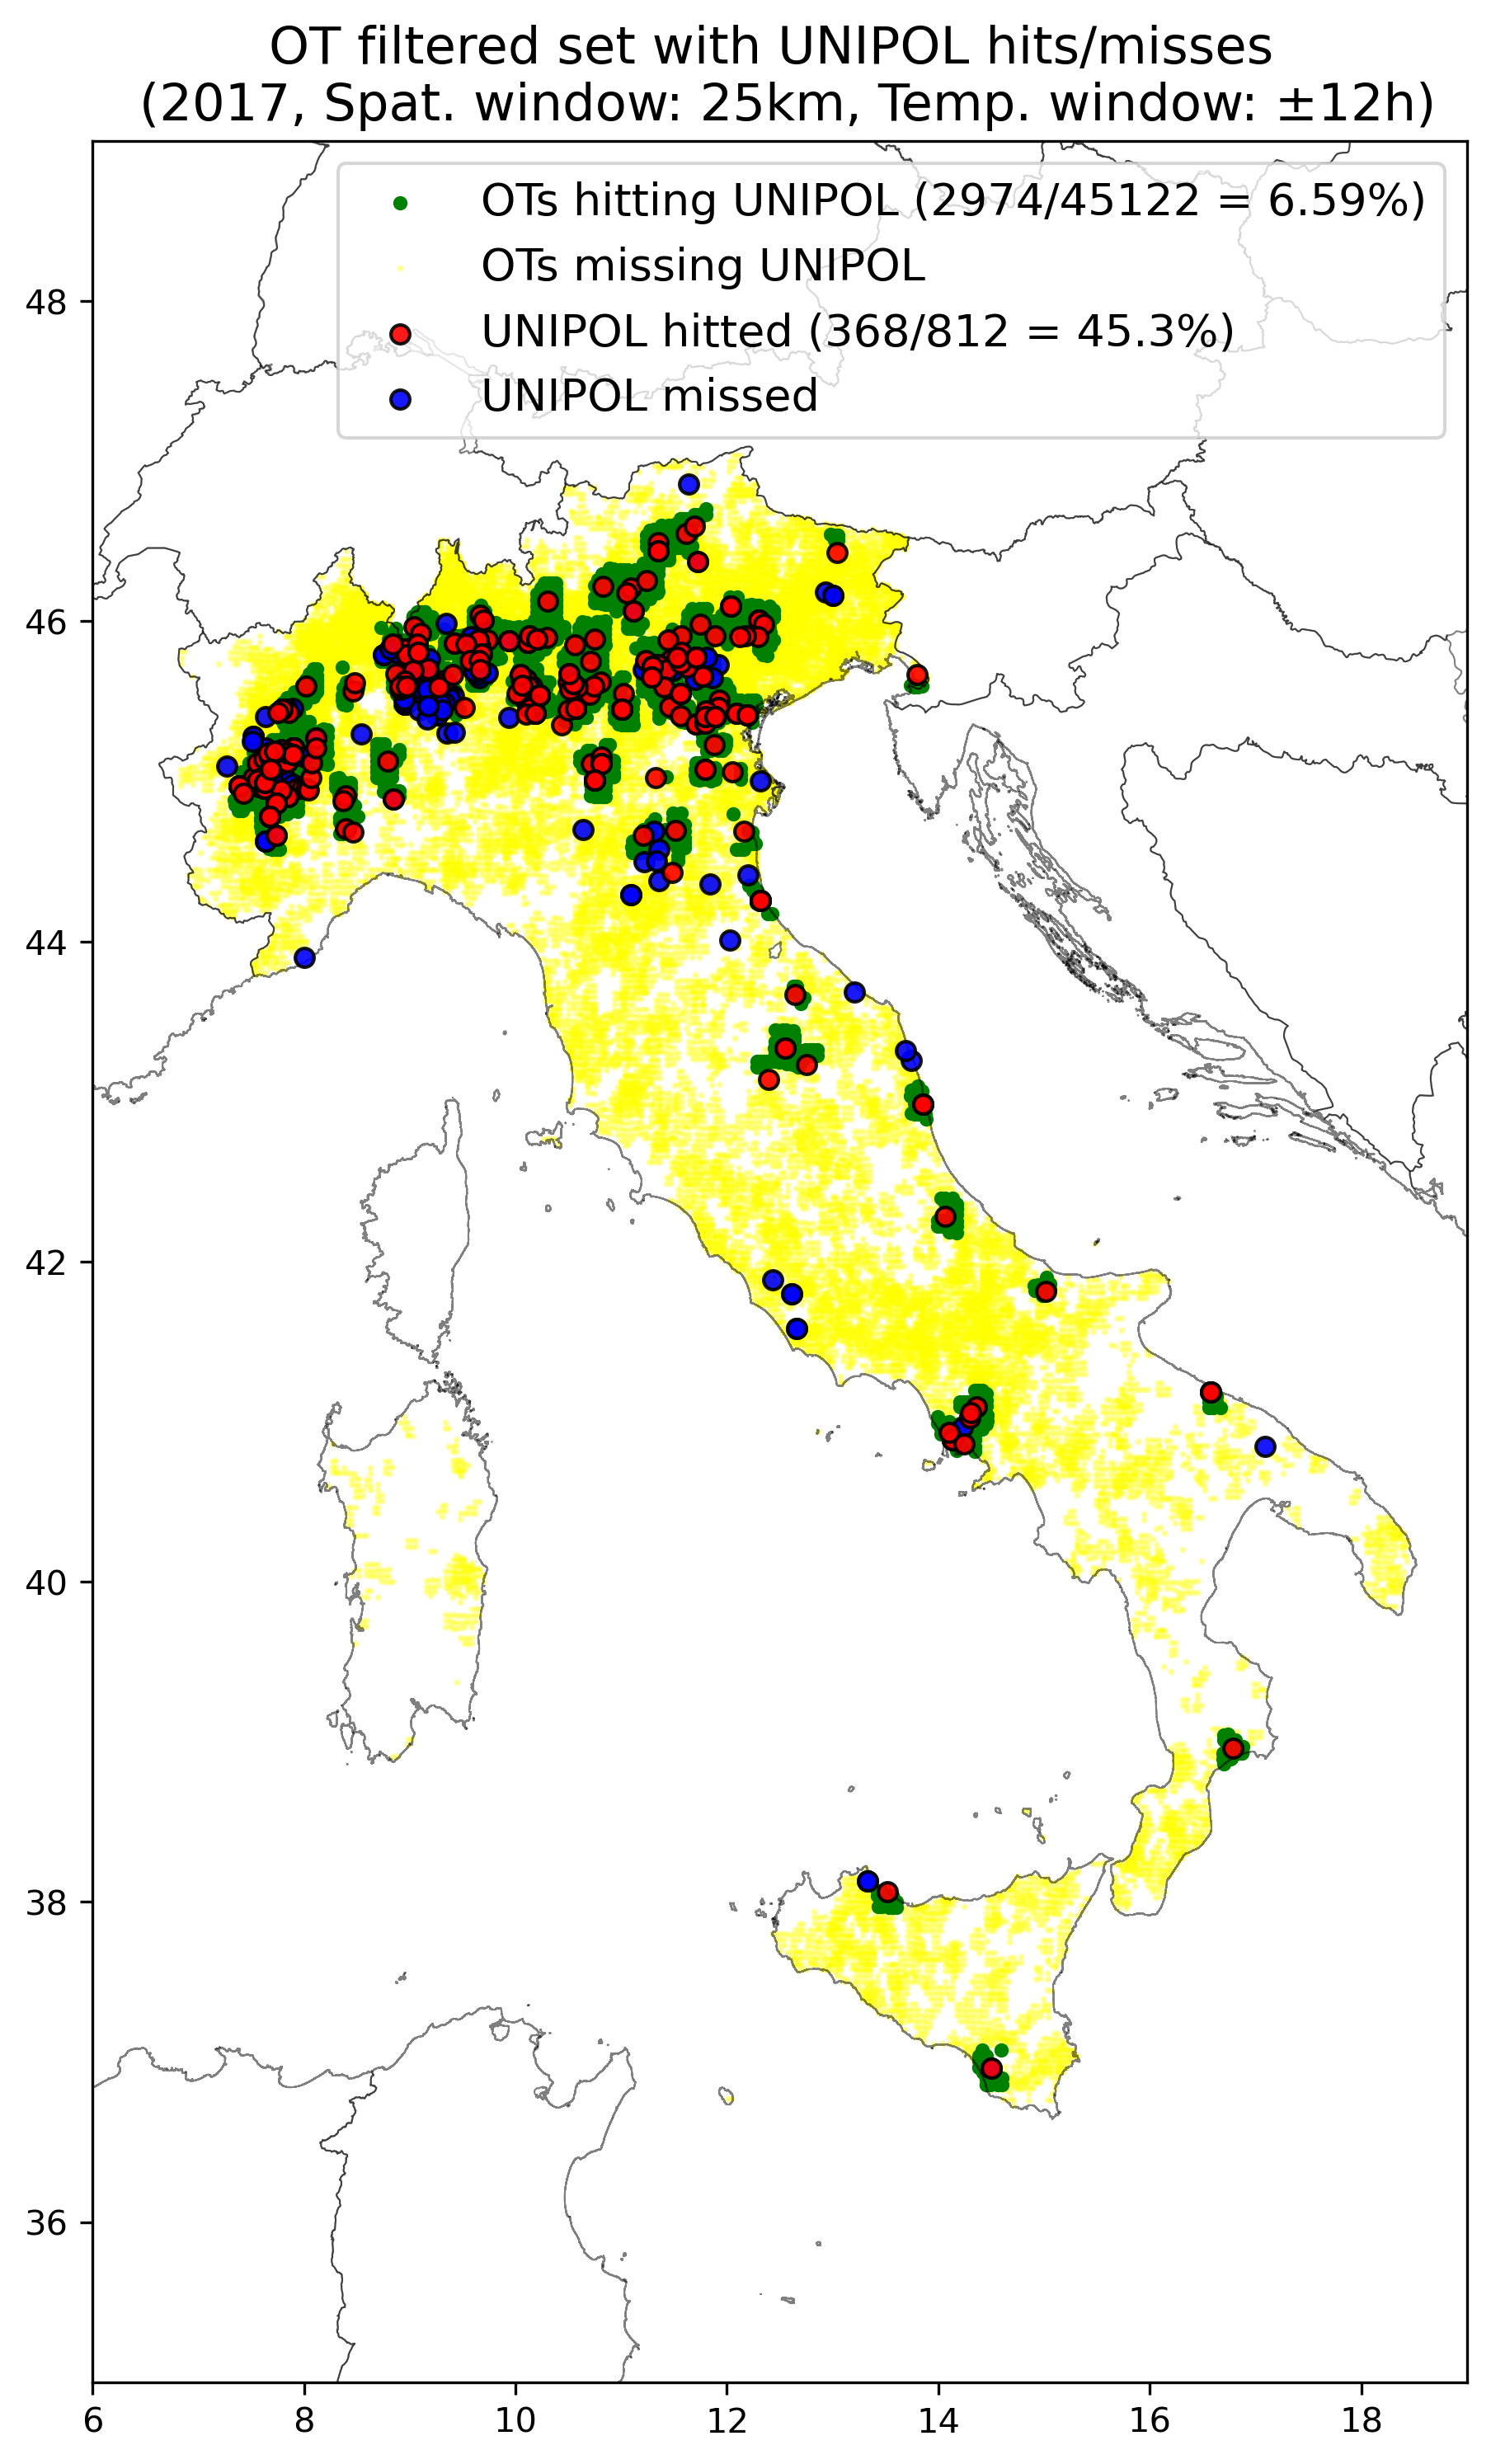 OT filtered set with UNIPOL hits/misses
(2017, Spat. window: 25km, Temp. window: ±12h)
OTs hitting UNIPOL (2974/45122 = 6.59%)
OTs missing UNIPOL
UNIPOL hitted (368/812 = 45.3%)
UNIPOL missed
48
46
44
42
40
38
36
6 8 10 12 14 16 18